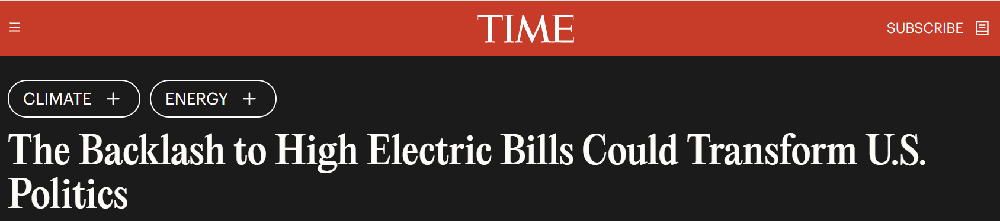 TIME
SUBSCRIBE
CLIMATE +
ENERGY +
The Backlash to High Electric Bills Could Transform U.S.
Politics